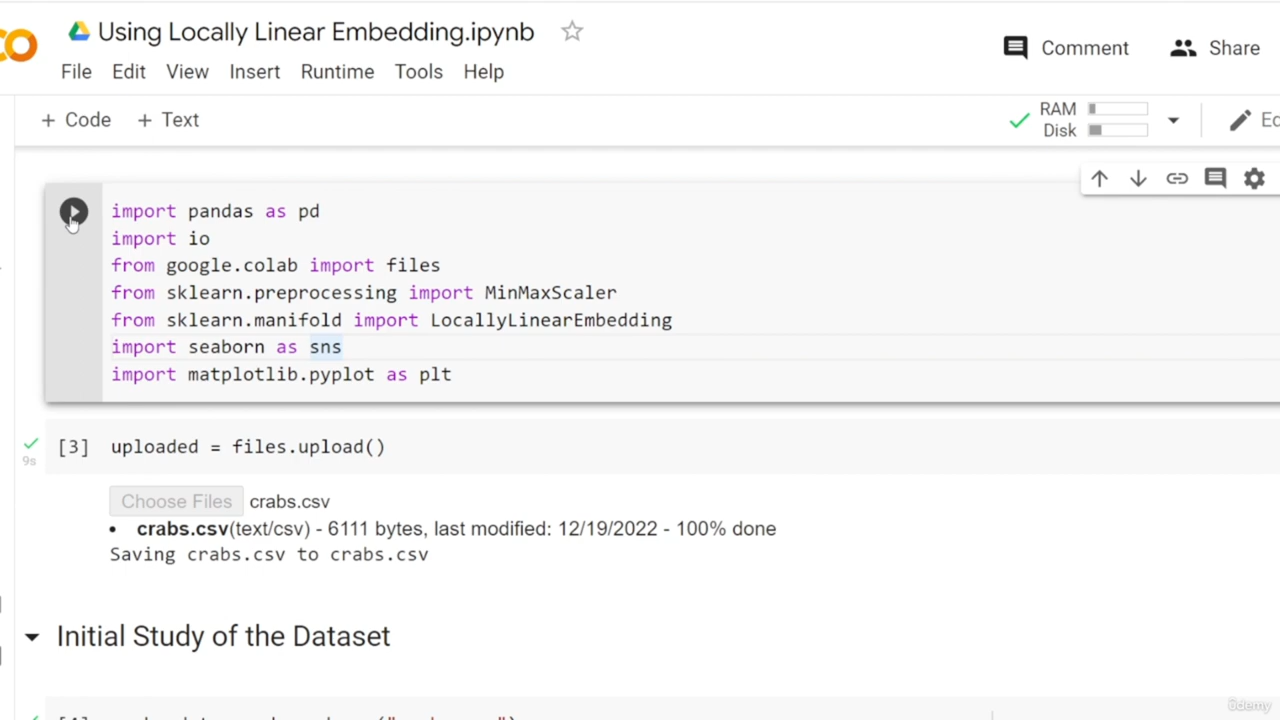 Using Locally Linear Embedding.ipynb
Comment
Share
File Edit View Insert Runtime Tools Help
+ Code + Text
RAM
Disk
import pandas as pd
import io
from google.colab import files
from sklearn.preprocessing import MinMaxScaler
from sklearn.manifold import LocallyLinearEmbedding
import seaborn as sns
import matplotlib.pyplot as plt
[3] uploaded = files.upload()
9s
Choose Files crabs.csv
• crabs.csv(text/csv) - 6111 bytes, last modified: 12/19/2022 - 100% done
Saving crabs.csv to crabs.csv
Initial Study of the Dataset
ûdemy